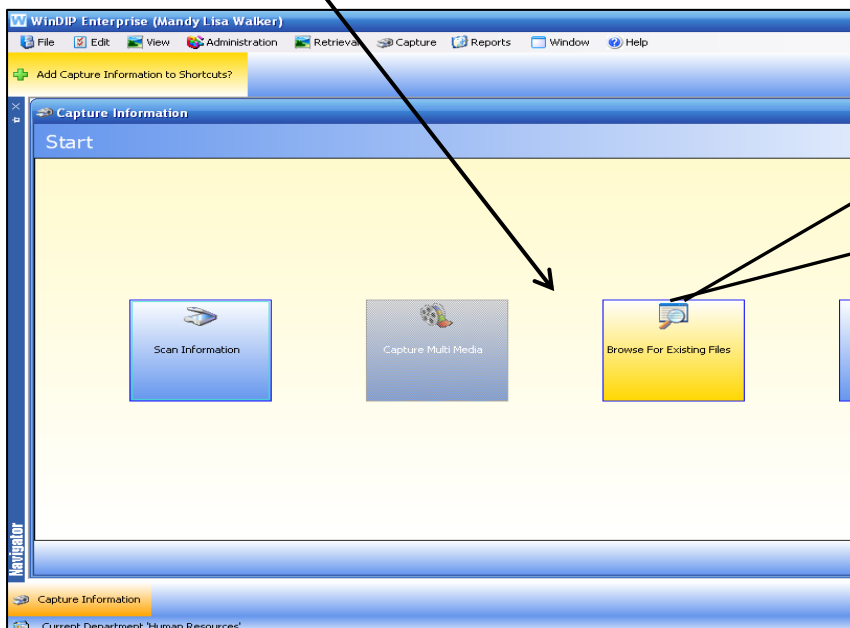 WinDIP Enterprise (Mandy Lisa Walker)
File Edit View Administration Retrieval Capture Reports Window Help
Add Capture Information to Shortcuts?
Capture Information
Start
Scan Information
Capture Multi Media
Browse For Existing Files
Navigator
Capture Information
Current Department 'Human Resources'